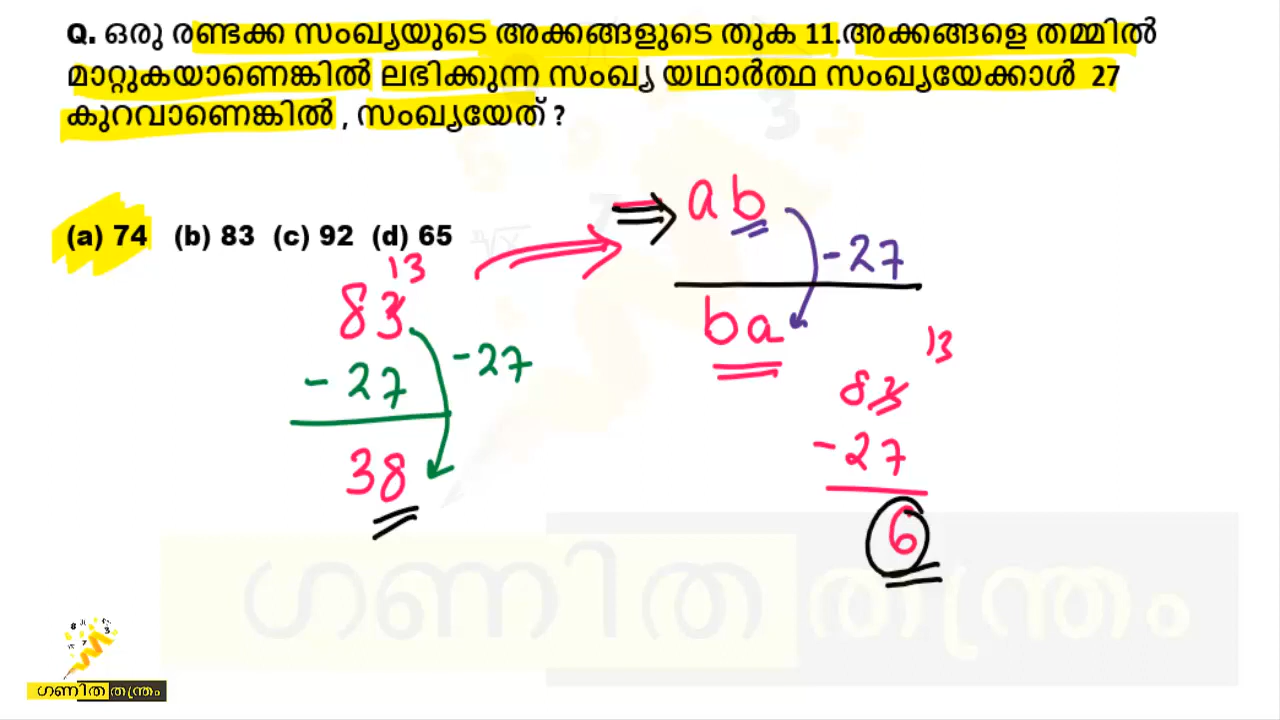 Q. ഒരു രണ്ടക്ക സംഖ്യയുടെ അക്കങ്ങളുടെ തുക 11.അക്കങ്ങളെ തമ്മിൽ
മാറ്റുകയാണെങ്കിൽ ലഭിക്കുന്ന സംഖ്യ യഥാർത്ഥ സംഖ്യയേക്കാൾ 27
കുറവാണെങ്കിൽ , സംഖ്യയേത് ?
(a) 74 (b) 83 (c) 92 (d) 65
13
83
- 27
-27
38
ab
-27
ba
13
83
-27
6
ഗണിത തന്ത്രം
ഗണിത തന്ത്രം